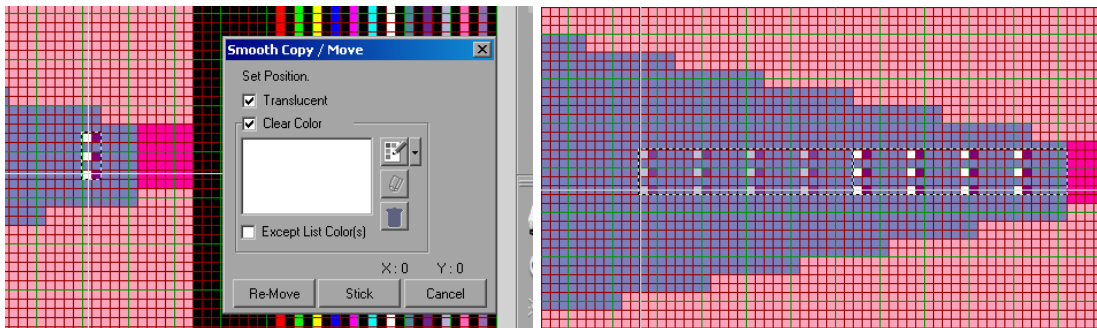 Smooth Copy / Move
Set Position.
Translucent
Clear Color
Except List Color(s)
X: 0 Y: 0
Re-Move Stick Cancel